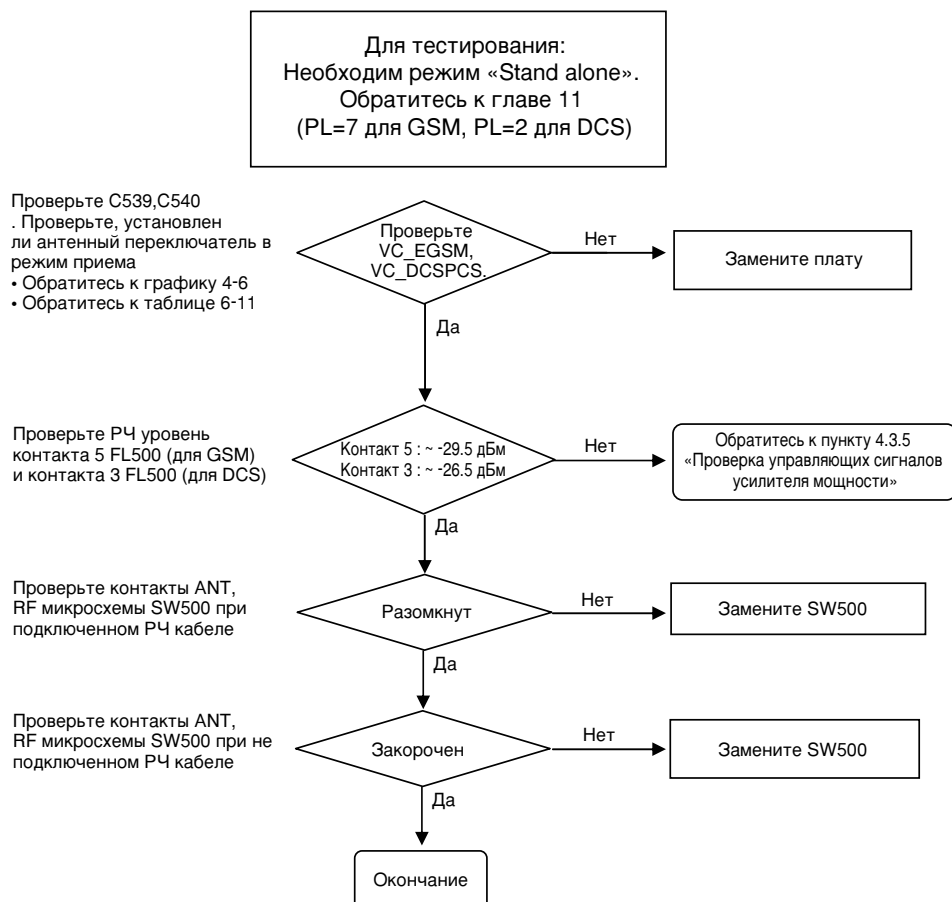 Для тестирования:
Необходим режим «Stand alone».
Обратитесь к главе 11
(PL=7 для GSM, PL=2 для DCS)
Проверьте C539,C540
. Проверьте, установлен
ли антенный переключатель в
режим приема
• Обратитесь к графику 4-6
• Обратитесь к таблице 6-11
Проверьте
VC_EGSM,
VC_DCSPCS.
Нет
Замените плату
Да
Проверьте РЧ уровень
контакта 5 FL500 (для GSM)
и контакта 3 FL500 (для DCS)
Контакт 5 : ~ -29.5 дБм
Контакт 3 : ~ -26.5 дБм
Нет
Обратитесь к пункту 4.3.5
«Проверка управляющих сигналов
усилителя мощности»
Да
Проверьте контакты ANT,
RF микросхемы SW500 при
подключенном РЧ кабеле
Разомкнут
Нет
Замените SW500
Да
Проверьте контакты ANT,
RF микросхемы SW500 при не
подключенном РЧ кабеле
Закорочен
Нет
Замените SW500
Да
Окончание